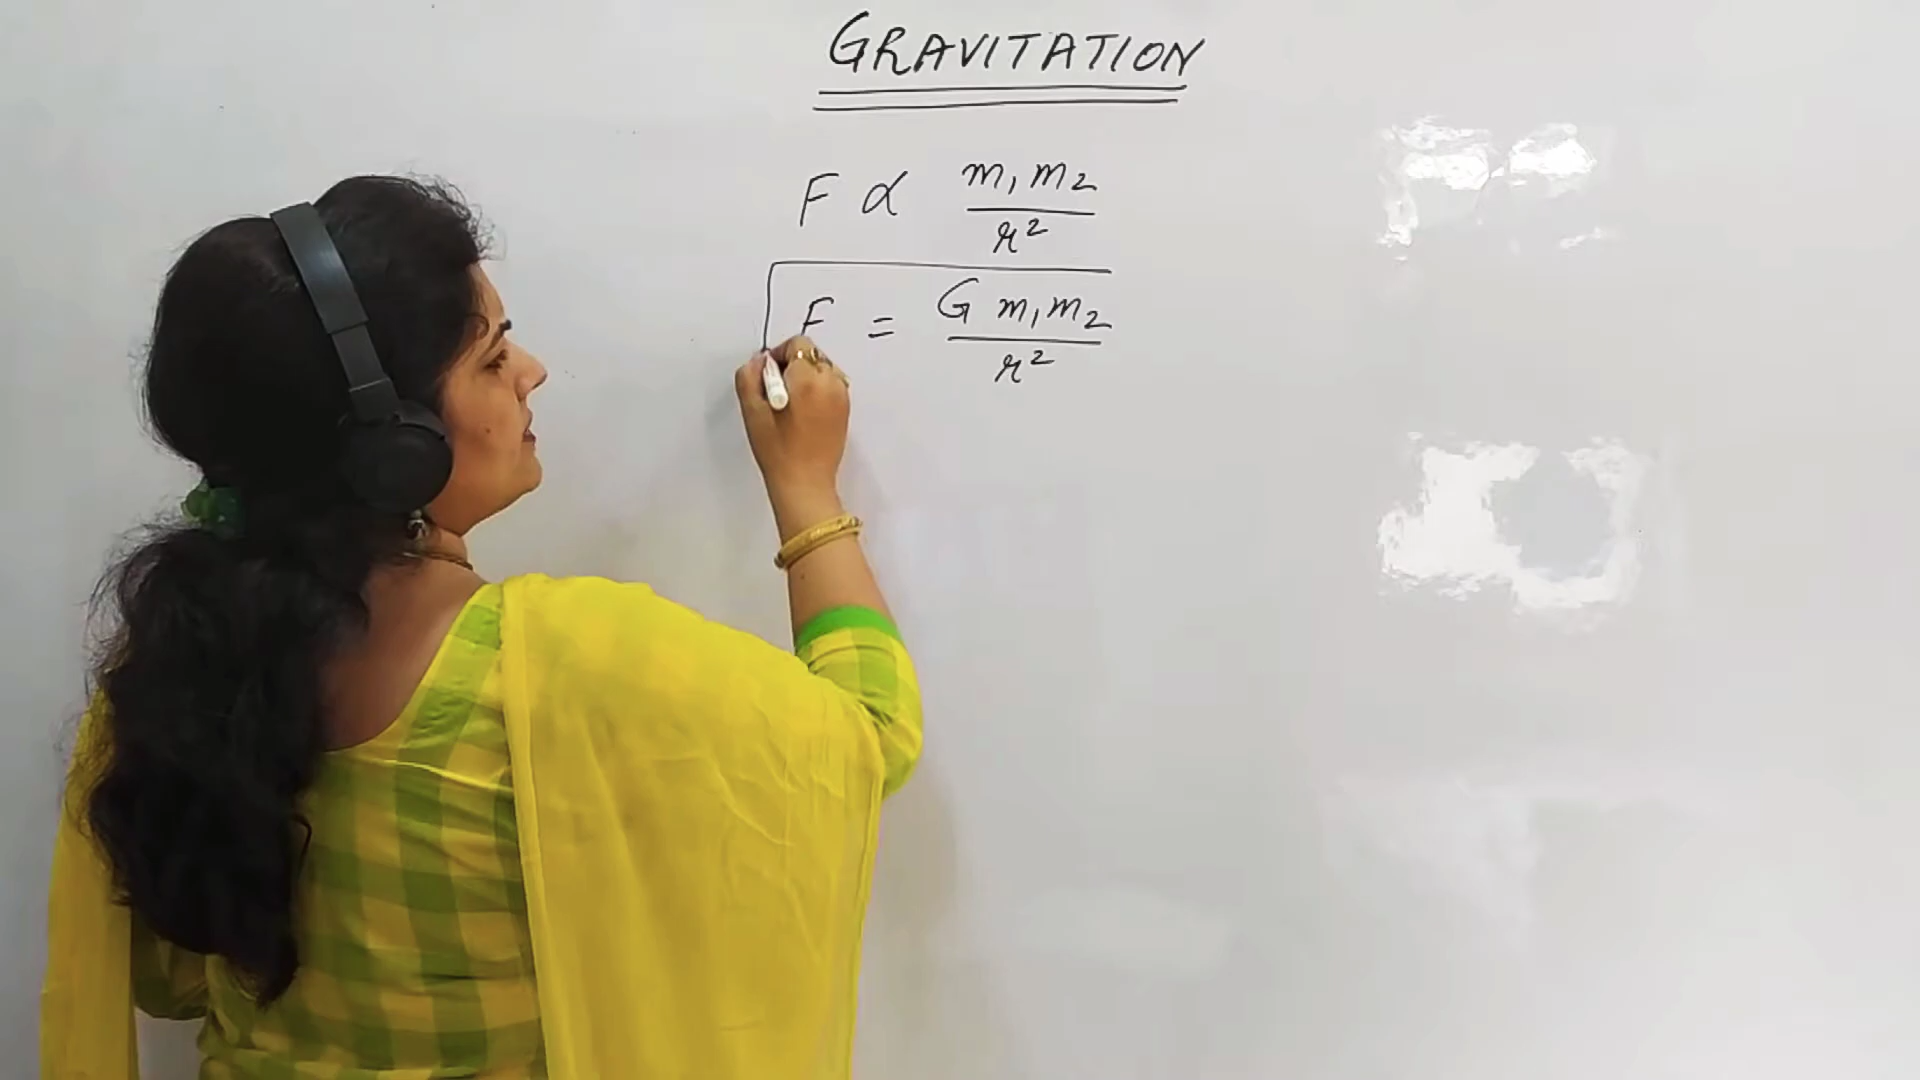 GRAVITATION
F ∝ m₁m₂ / r²
F = G m₁m₂ / r²